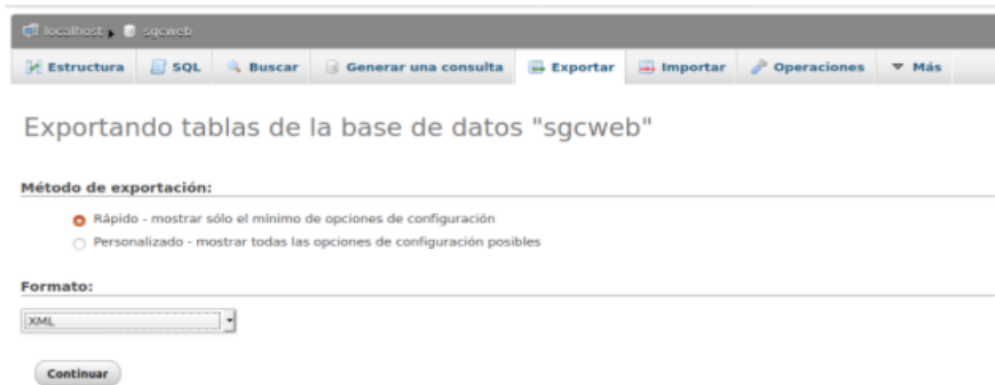 localhost sgcweb
Estructura SQL Buscar Generar una consulta Exportar Importar Operaciones Más
Exportando tablas de la base de datos "sgcweb"
Método de exportación:
Rápido - mostrar sólo el mínimo de opciones de configuración
Personalizado - mostrar todas las opciones de configuración posibles
Formato:
XML
Continuar